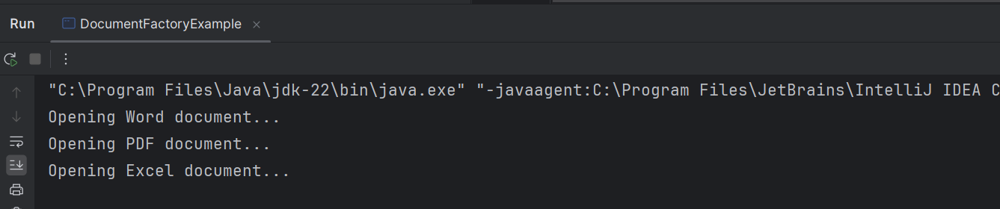 Run DocumentFactoryExample
"C:\Program Files\Java\jdk-22\bin\java.exe" "-javaagent:C:\Program Files\JetBrains\IntelliJ IDEA C
Opening Word document...
Opening PDF document...
Opening Excel document...